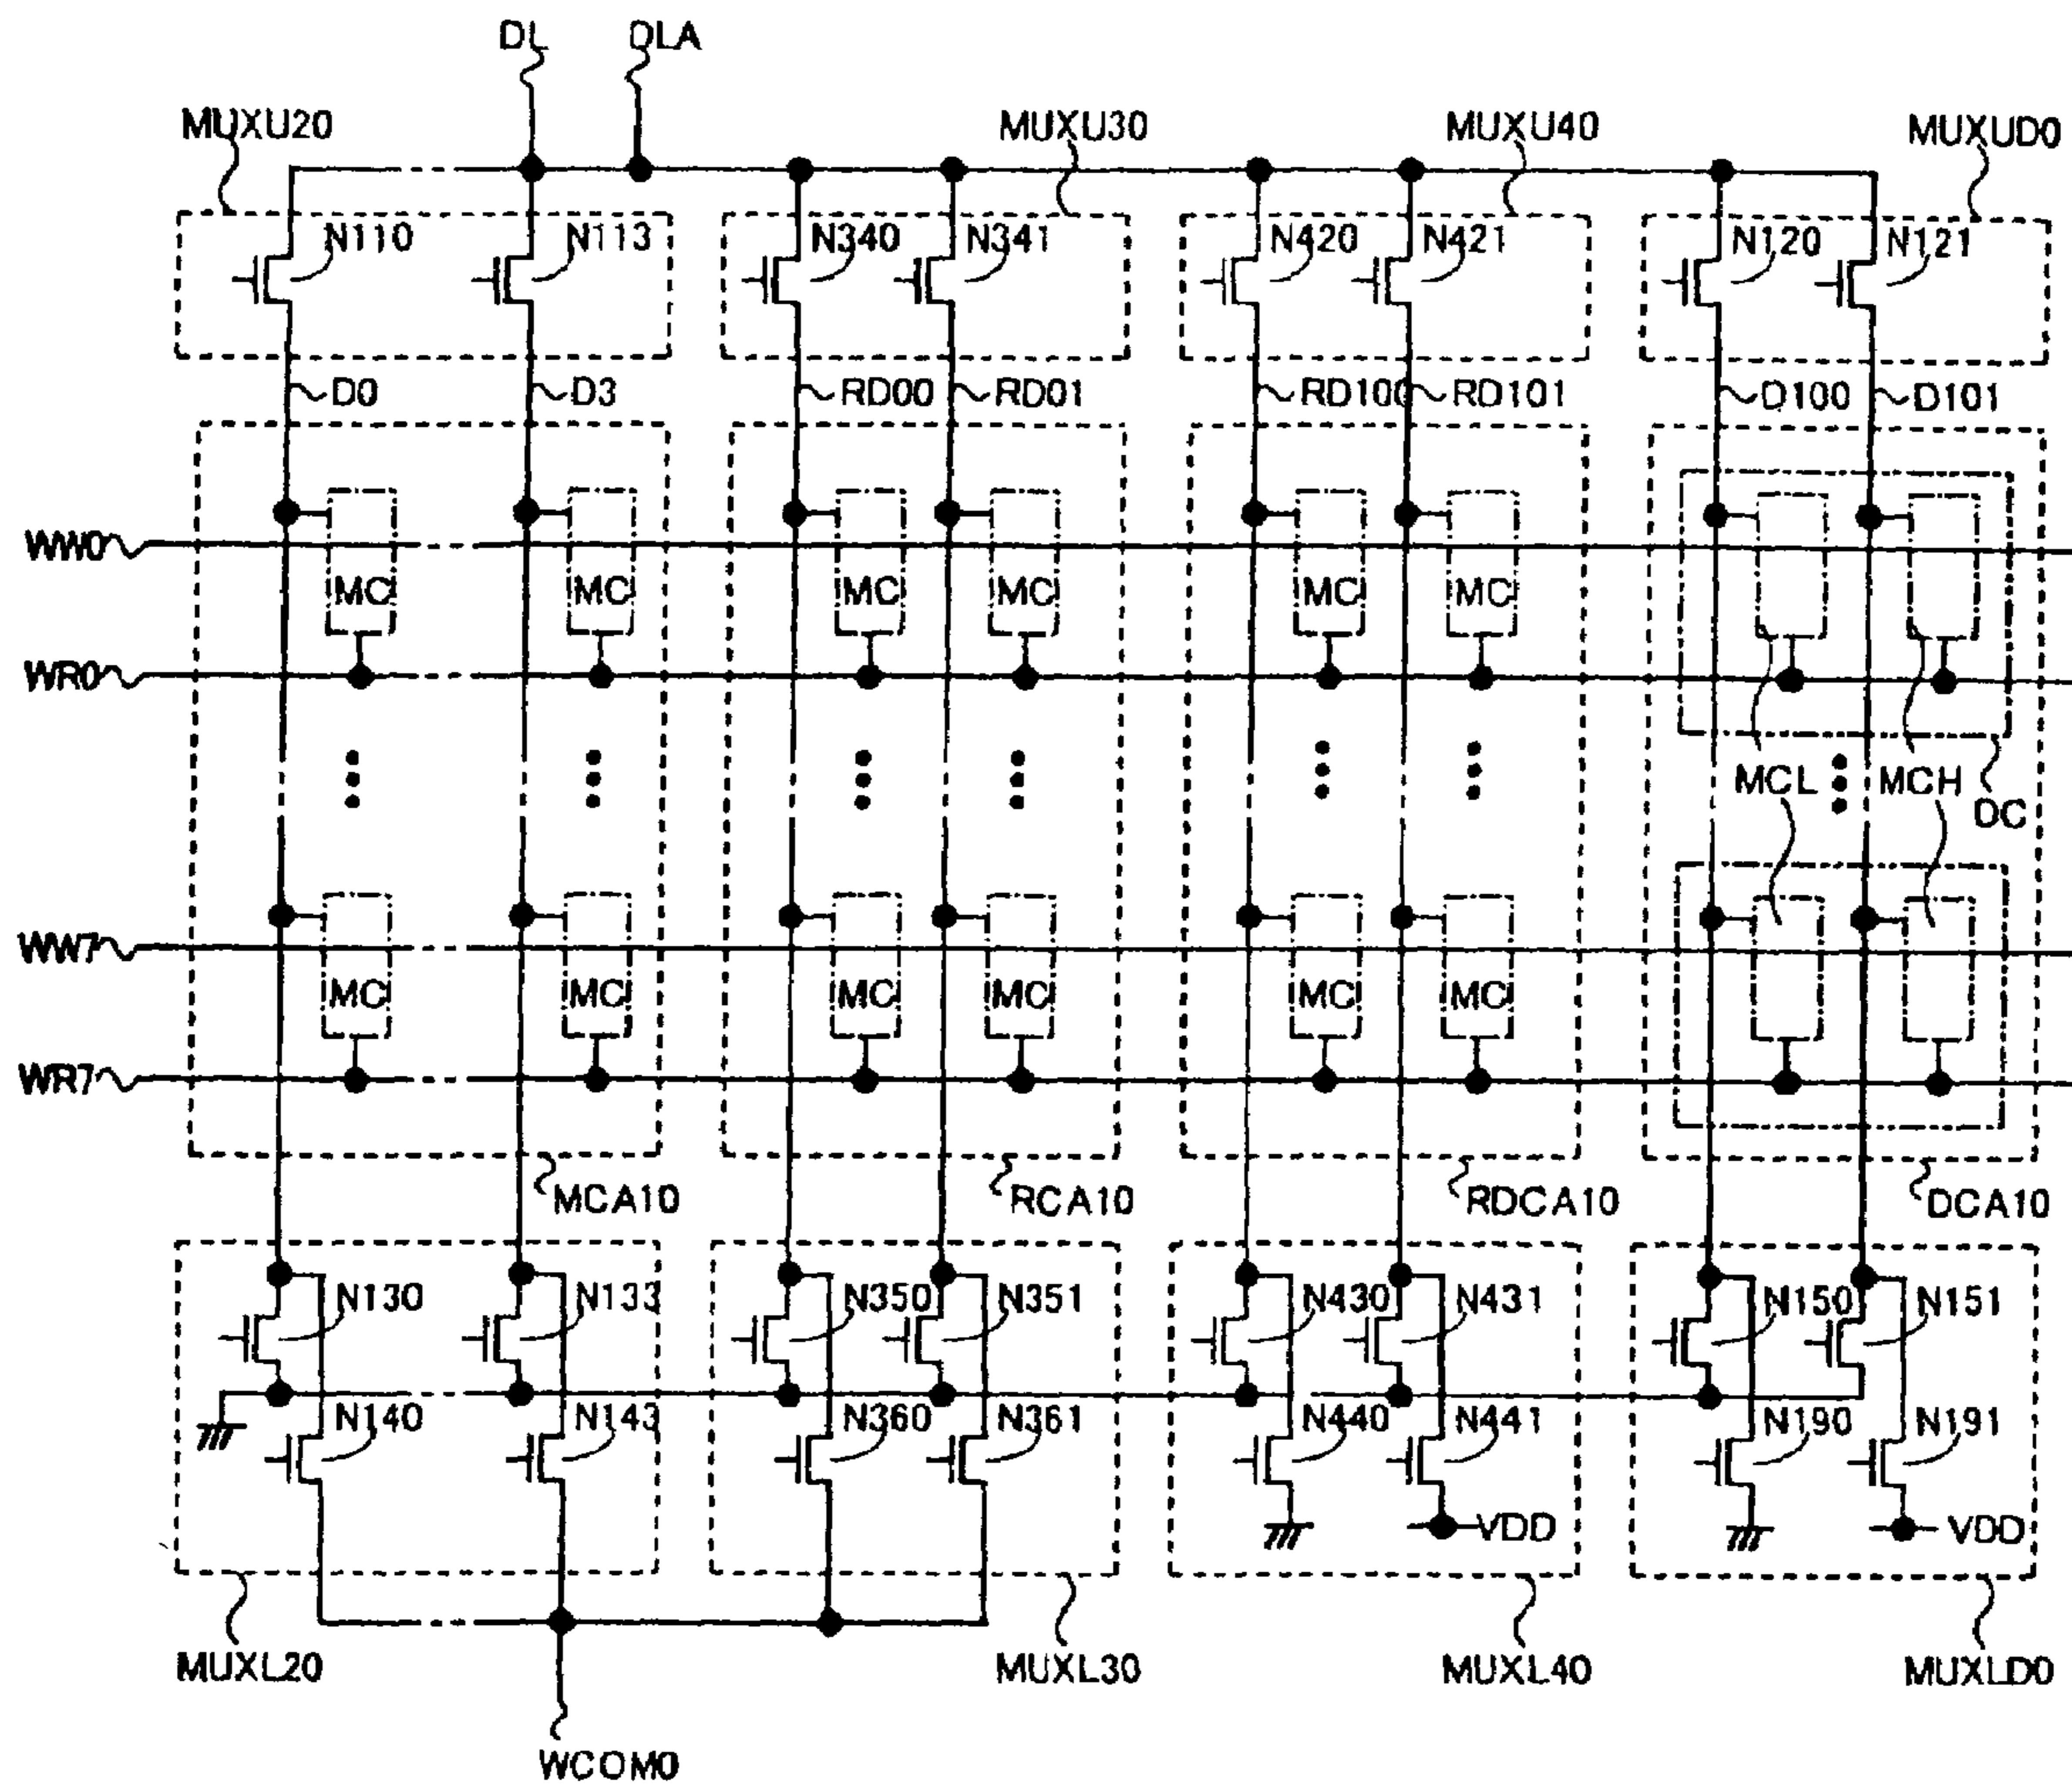 DL DLA
MUXU20 MUXU30 MUXU40 MUXUD0
N110 N113 N340 N341 N420 N421 N120 N121
D0 D3 RD00 RD01 RD100 RD101 D100 D101
WW0
MC MC MC MC MC MC
WR0
MCL MCH
DC
WW7
MC MC MC MC MC MC
WR7
MCA10 RCA10 RDCA10 DCA10
N130 N133 N350 N351 N430 N431 N150 N151
N140 N143 N360 N361 N440 N441 N190 N191
VDD VDD
MUXL20 MUXL30 MUXL40 MUXLD0
WCOM0